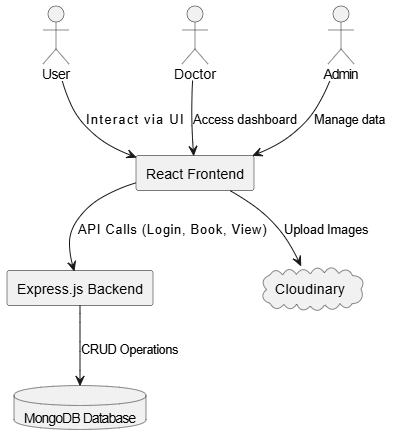 User
Doctor
Admin
Interact via UI
Access dashboard
Manage data
React Frontend
API Calls (Login, Book, View)
Upload Images
Express.js Backend
Cloudinary
CRUD Operations
MongoDB Database